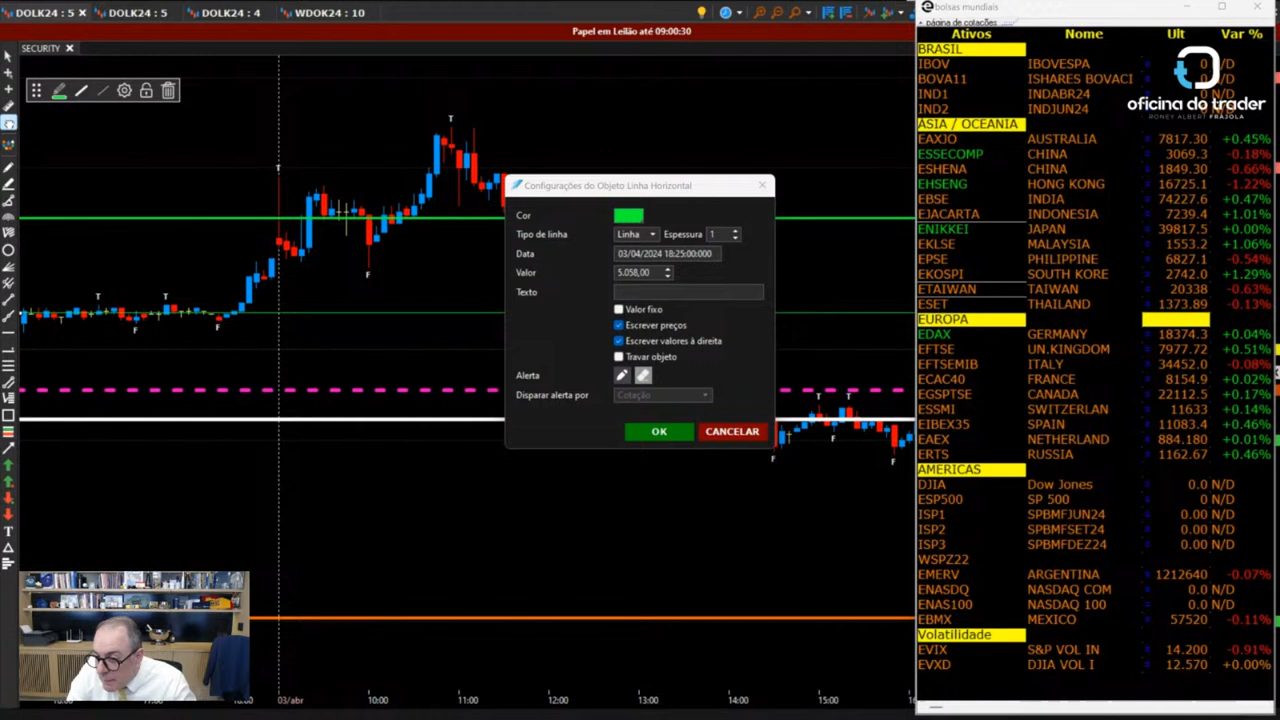 DOLK24 : 5
DOLK24 : 5
DOLK24 : 4
WDOK24 : 10
Papel em Leilão até 09:00:30
SECURITY
T
T
T
T
T
T
F
F
F
F
F
F
Configurações do Objeto Linha Horizontal
Cor
Tipo de linha Linha Espessura 1
Data 03/04/2024 18:25:00:000
Valor 5.058,00
Texto
Valor fixo
Escrever preços
Escrever valores à direita
Travar objeto
Alerta
Disparar alerta por Cotação
OK CANCELAR
03/abr 10:00 11:00 12:00 13:00 14:00 15:00
bolsas mundiais
página de cotações
Ativos Nome Ult Var %
BRASIL
IBOV IBOVESPA 0 N/D
BOVA11 ISHARES BOVACI
IND1 INDABR24
IND2 INDJUN24
oficina do trader
RONEY ALBERT FRAJOLA
ASIA / OCEANIA
EAXJO AUSTRALIA 7817.30 +0.45%
ESSECOMP CHINA 3069.3 -0.18%
ESHENA CHINA 1849.30 -0.66%
EHSENG HONG KONG 16725.1 -1.22%
EBSE INDIA 74227.6 +0.47%
EJACARTA INDONESIA 7239.4 +1.01%
ENIKKEI JAPAN 39817.5 +0.00%
EKLSE MALAYSIA 1553.2 +1.06%
EPSE PHILIPPINE 6827.1 -0.54%
EKOSPI SOUTH KORE 2742.0 +1.29%
ETAIWAN TAIWAN 20338 -0.63%
ESET THAILAND 1373.89 -0.13%
EUROPA
EDAX GERMANY 18374.3 +0.04%
EFTSE UN.KINGDOM 7977.72 +0.51%
EFTSEMIB ITALY 34452.0 -0.08%
ECAC40 FRANCE 8154.9 +0.02%
EGSPTSE CANADA 22112.5 +0.17%
ESSMI SWITZERLAN 11633 +0.14%
EIBEX35 SPAIN 11083.4 +0.46%
EAEX NETHERLAND 884.180 +0.01%
ERTS RUSSIA 1162.67 +0.46%
AMERICAS
DJIA Dow Jones 0.0 N/D
ESP500 SP 500 0 N/D
ISP1 SPBMFJUN24 0.00 N/D
ISP2 SPBMFSET24 0.00 N/D
ISP3 SPBMFDEZ24 0.00 N/D
WSPZ22
EMERV ARGENTINA 1212640 -0.07%
ENASDQ NASDAQ COM 0.0 N/D
ENAS100 NASDAQ 100 0.0 N/D
EBMX MEXICO 57520 -0.11%
Volatilidade
EVIX S&P VOL IN 14.200 -0.91%
EVXD DJIA VOL I 12.570 +0.00%